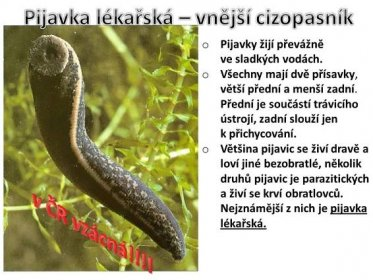 Pijavka lékařská – vnější cizopasník
o Pijavky žijí převážně
ve sladkých vodách.
o Všechny mají dvě přísavky,
větší přední a menší zadní.
Přední je součástí trávicího
ústrojí, zadní slouží jen
k přichycování.
o Většina pijavic se živí dravě a
loví jiné bezobratlé, několik
druhů pijavic je parazitických
a živí se krví obratlovců.
Nejznámější z nich je pijavka
lékařská.
v ČR vzácná!!!!